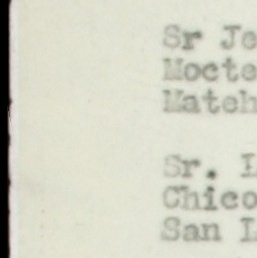 Sr Je
Mocte
Mateh
Sr. L
Chico
San L